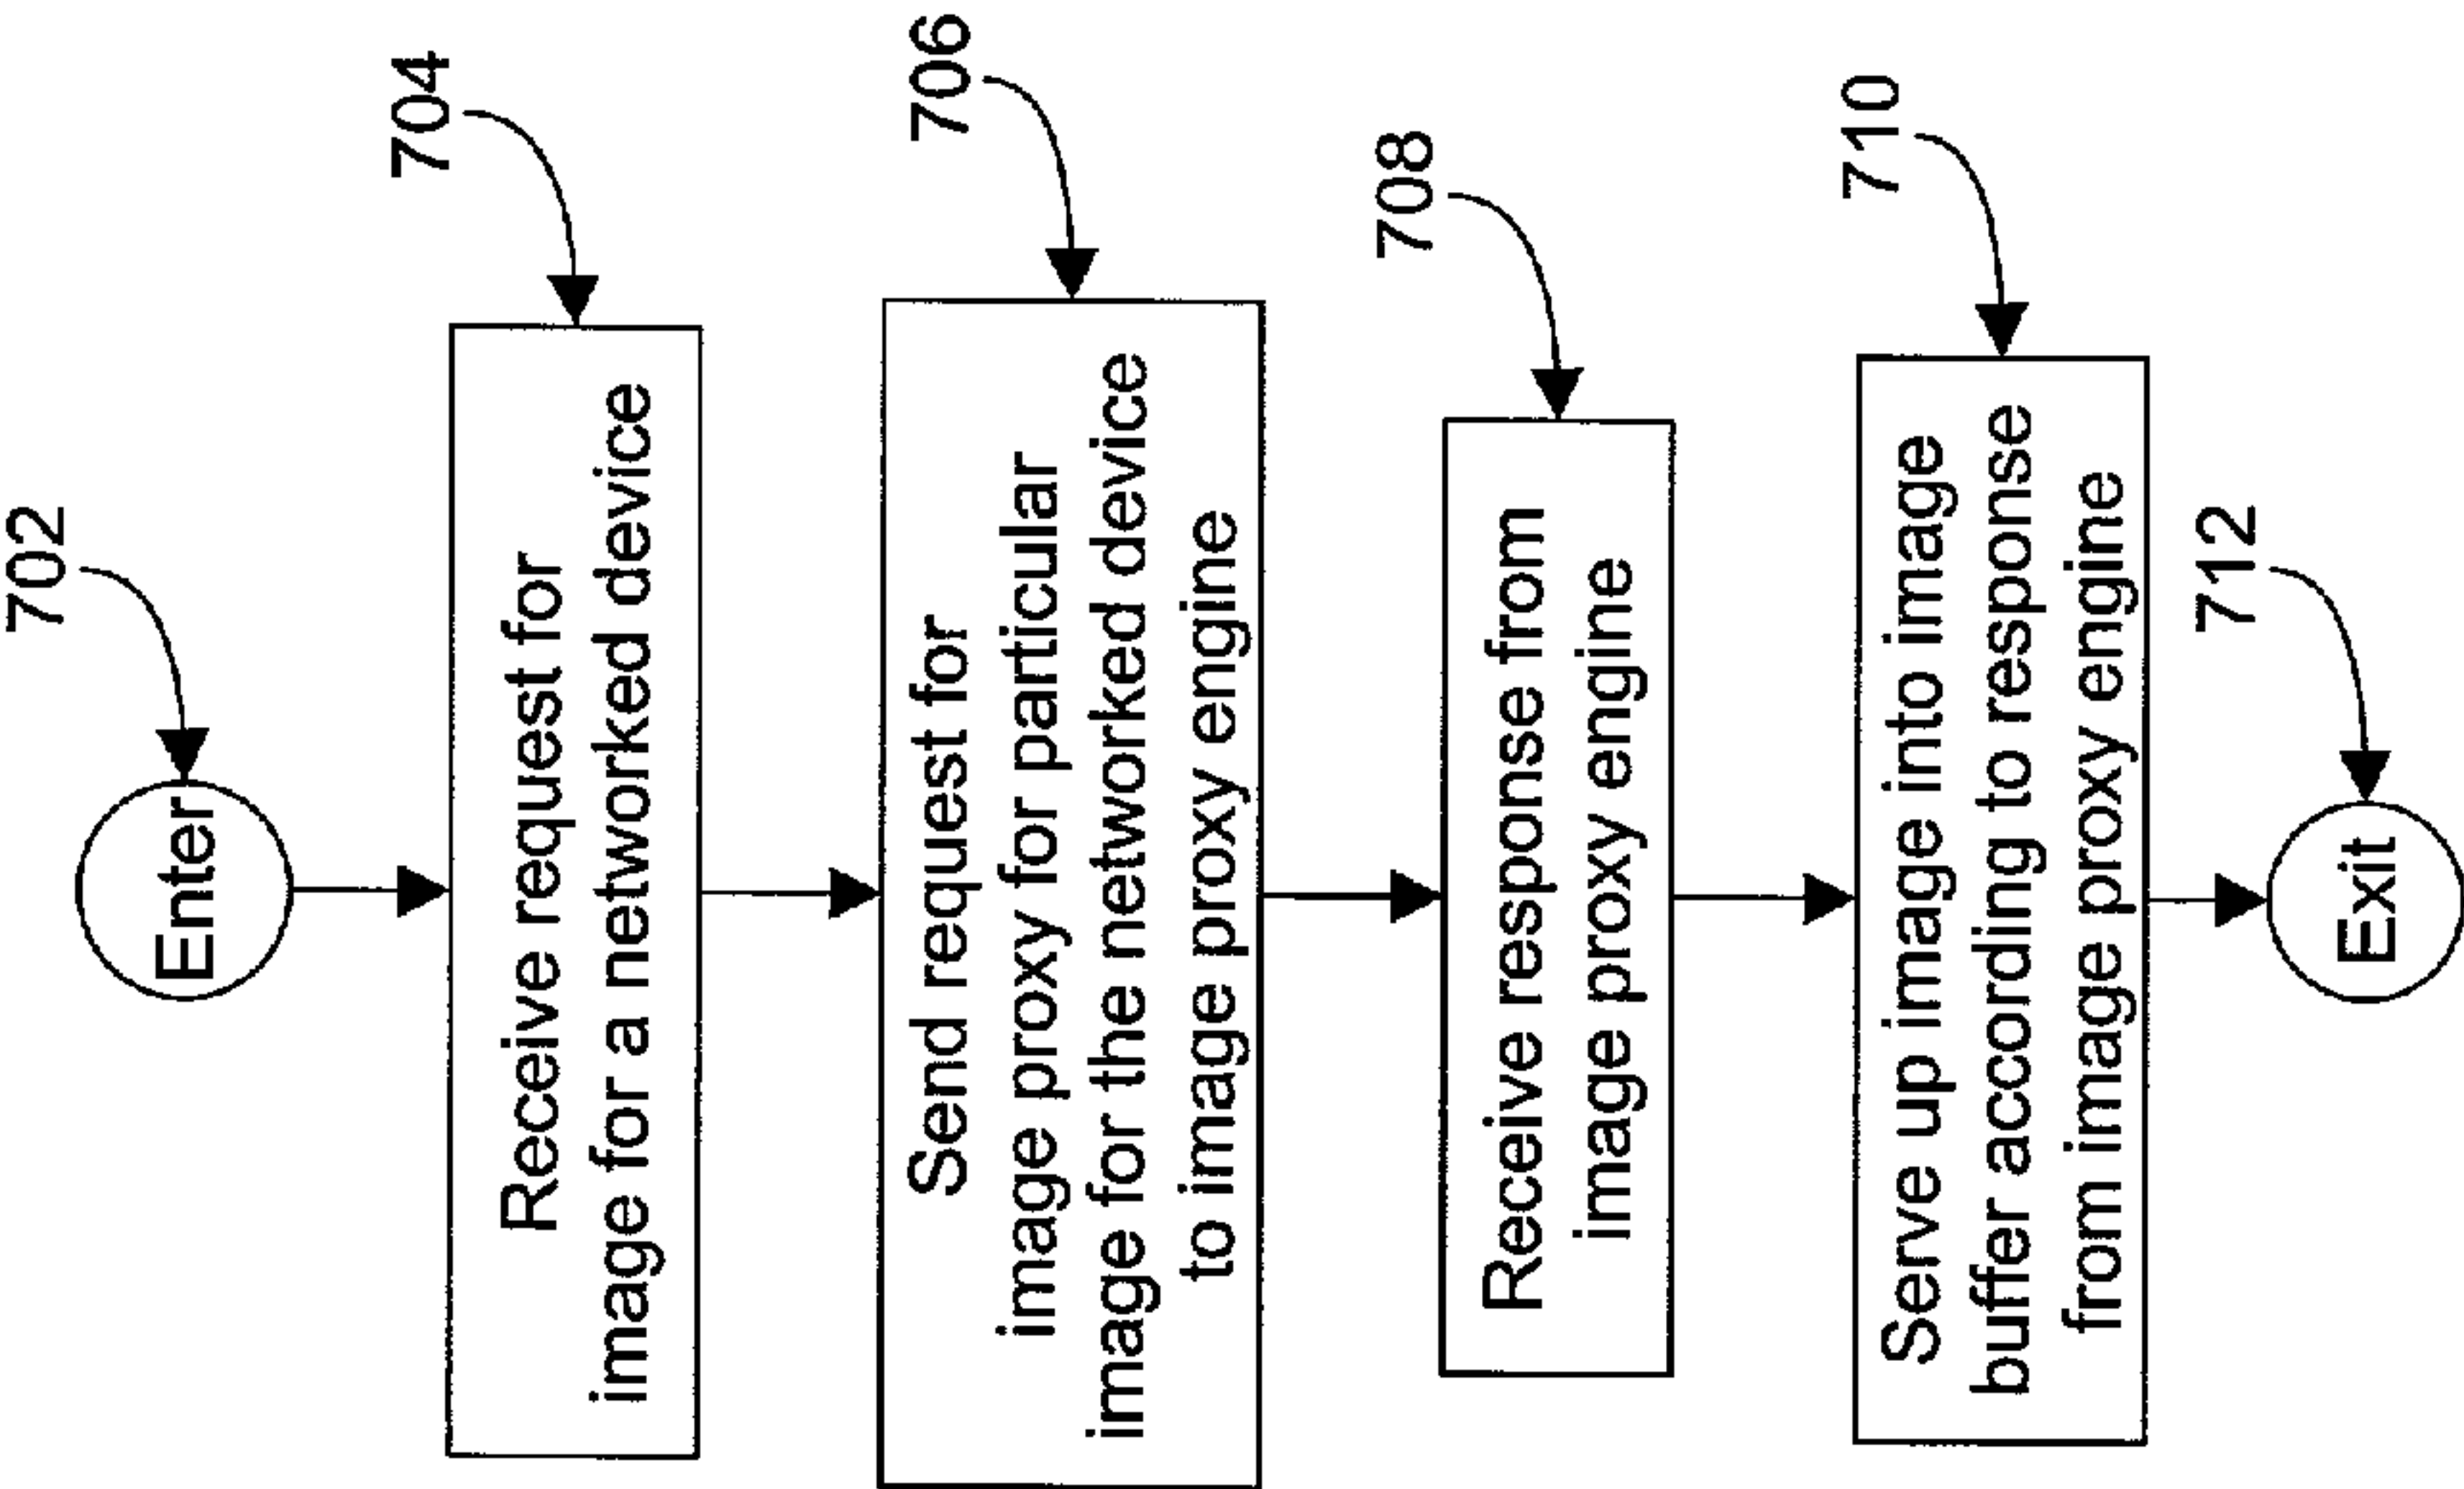 702
Enter
704
Receive request for
image for a networked device
706
Send request for
image proxy for particular
image for the networked device
to image proxy engine
708
Receive response from
image proxy engine
710
Serve up image into image
buffer according to response
from image proxy engine
712
Exit